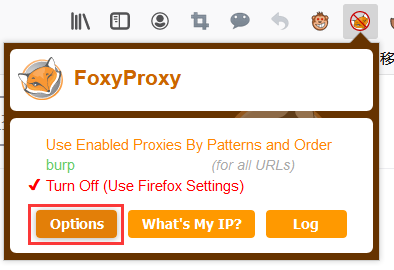 移
FoxyProxy
Use Enabled Proxies By Patterns and Order
burp (for all URLs)
Turn Off (Use Firefox Settings)
Options What's My IP? Log